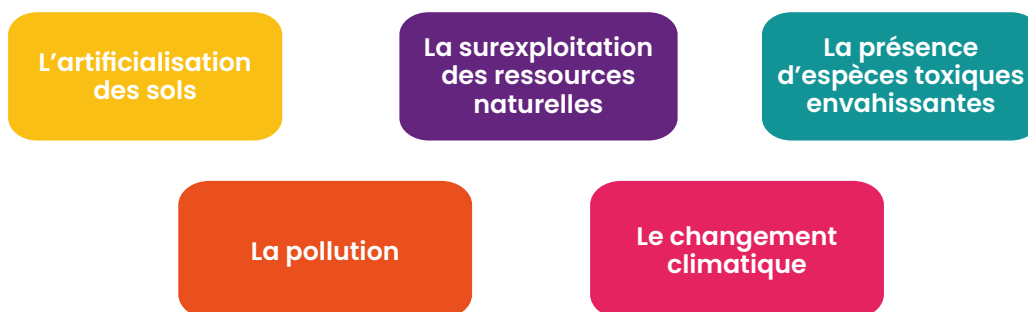 L'artificialisation
des sols
La surexploitation
des ressources
naturelles
La présence
d'espèces toxiques
envahissantes
La pollution
Le changement
climatique